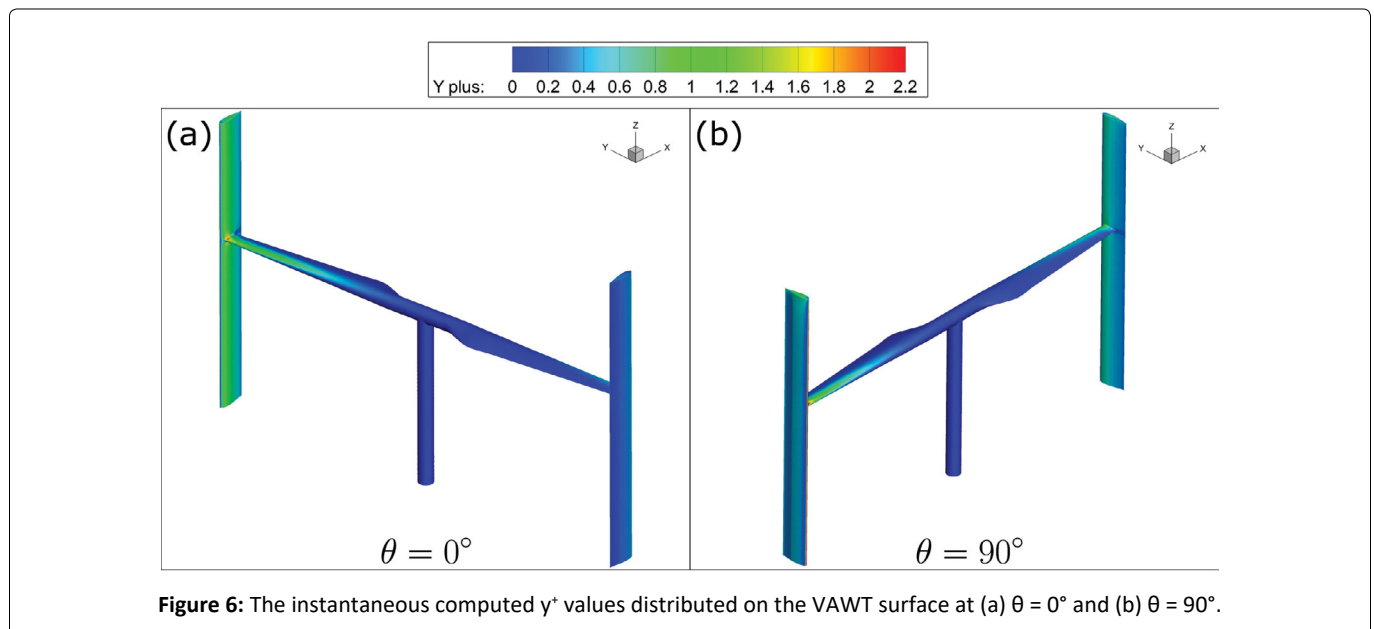 Y plus: 0 0.2 0.4 0.6 0.8 1 1.2 1.4 1.6 1.8 2 2.2
(a)
Z
Y X
θ = 0°
(b)
Z
Y X
θ = 90°
Figure 6: The instantaneous computed y⁺ values distributed on the VAWT surface at (a) θ = 0° and (b) θ = 90°.